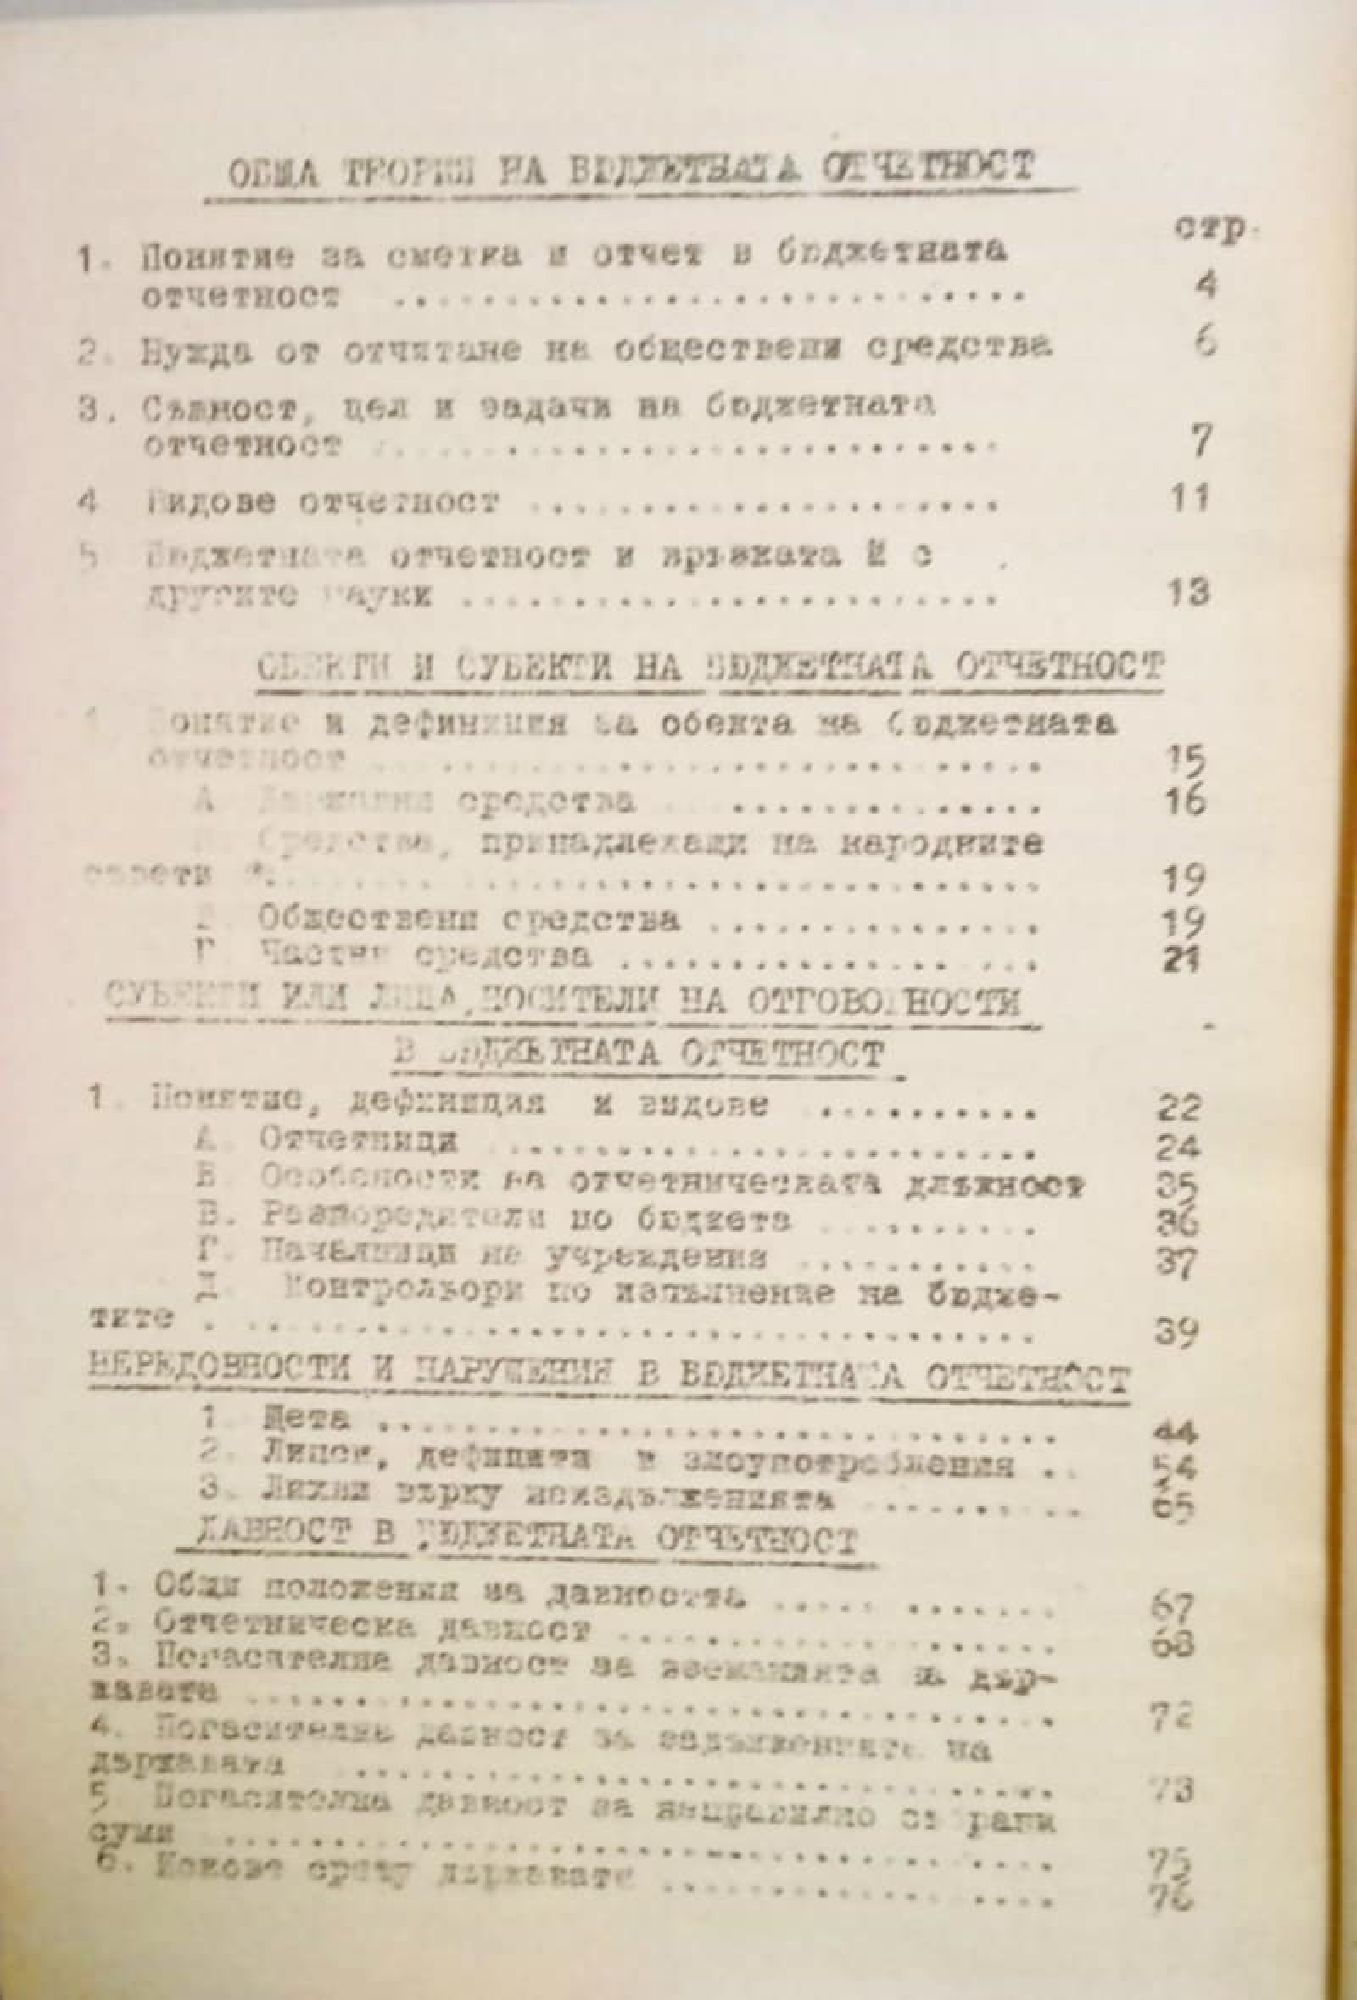 ОБЩА ТЕОРИЯ НА БЮДЖЕТНАТА ОТЧЕТНОСТ
стр.
1. Понятие за сметка и отчет в бюджетната
отчетност ........................... 4
2. Нужда от отчитане на обществени средства 6
3. Същност, цел и задачи на бюджетната
отчетност ........................... 7
4 Видове отчетност .................... 11
5 Бюджетната отчетност и връзката Й с
другите науки ....................... 13
ОБЕКТИ И СУБЕКТИ НА БЮДЖЕТНАТА ОТЧЕТНОСТ
1. Понятие и дефиниция за обекта на бюджетната
отчетност ........................... 15
А Държавни средства .............. 16
Б. Средства, принадлежащи на народните
съвети ........................... 19
В. Обществени средства ............... 19
Г. Частни средства .................. 21
СУБЕКТИ ИЛИ ЛИЦА, НОСИТЕЛИ НА ОТГОВОРНОСТИ
В БЮДЖЕТНАТА ОТЧЕТНОСТ
1. Понятие, дефиниция и видове .......... 22
А. Отчетници ........................ 24
Б. Особености на отчетническата длъжност 35
В. Разпоредители по бюджета .......... 36
Г. Началници на учреждения ........... 37
Д. Контрольори по изпълнение на бюдже-
тите ............................... 39
НЕРЕДОВНОСТИ И НАРУШЕНИЯ В БЮДЖЕТНАТА ОТЧЕТНОСТ
1. Щета ............................. 44
2. Липси, дефицити и злоупотребления .. 54
3. Лихви върху неиздълженията .......... 65
ДАВНОСТ В БЮДЖЕТНАТА ОТЧЕТНОСТ
1. Общи положения за давността ..... ....... 67
2. Отчетническа давност .................... 68
3. Погасителна давност за вземанията на дър-
жавата ................................. 72
4. Погасителна давност за задълженията на
държавата .............................. 73
5 Погасителна давност за неправилно събрани
суми ................................... 75
6. Искове срещу държавата ................. 76